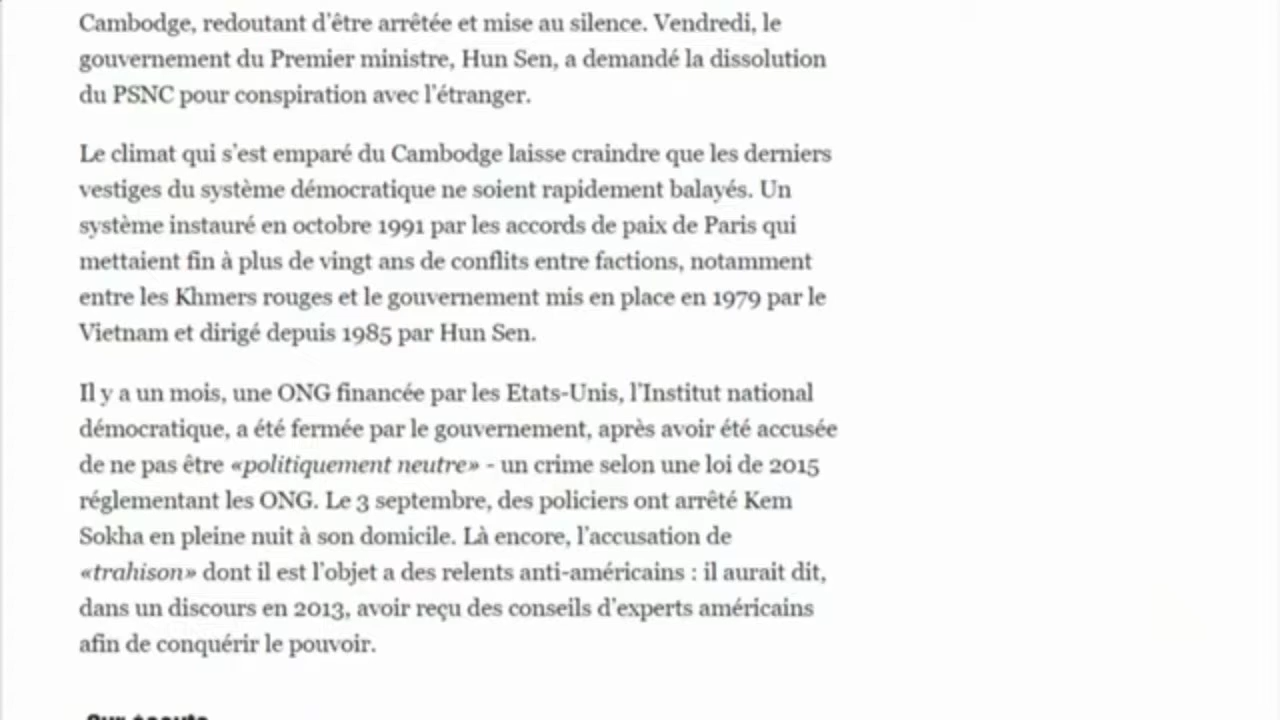 Cambodge, redoutant d’être arrêtée et mise au silence. Vendredi, le
gouvernement du Premier ministre, Hun Sen, a demandé la dissolution
du PSNC pour conspiration avec l’étranger.
Le climat qui s’est emparé du Cambodge laisse craindre que les derniers
vestiges du système démocratique ne soient rapidement balayés. Un
système instauré en octobre 1991 par les accords de paix de Paris qui
mettaient fin à plus de vingt ans de conflits entre factions, notamment
entre les Khmers rouges et le gouvernement mis en place en 1979 par le
Vietnam et dirigé depuis 1985 par Hun Sen.
Il y a un mois, une ONG financée par les Etats-Unis, l’Institut national
démocratique, a été fermée par le gouvernement, après avoir été accusée
de ne pas être «politiquement neutre» - un crime selon une loi de 2015
réglementant les ONG. Le 3 septembre, des policiers ont arrêté Kem
Sokha en pleine nuit à son domicile. Là encore, l’accusation de
«trahison» dont il est l’objet a des relents anti-américains : il aurait dit,
dans un discours en 2013, avoir reçu des conseils d’experts américains
afin de conquérir le pouvoir.